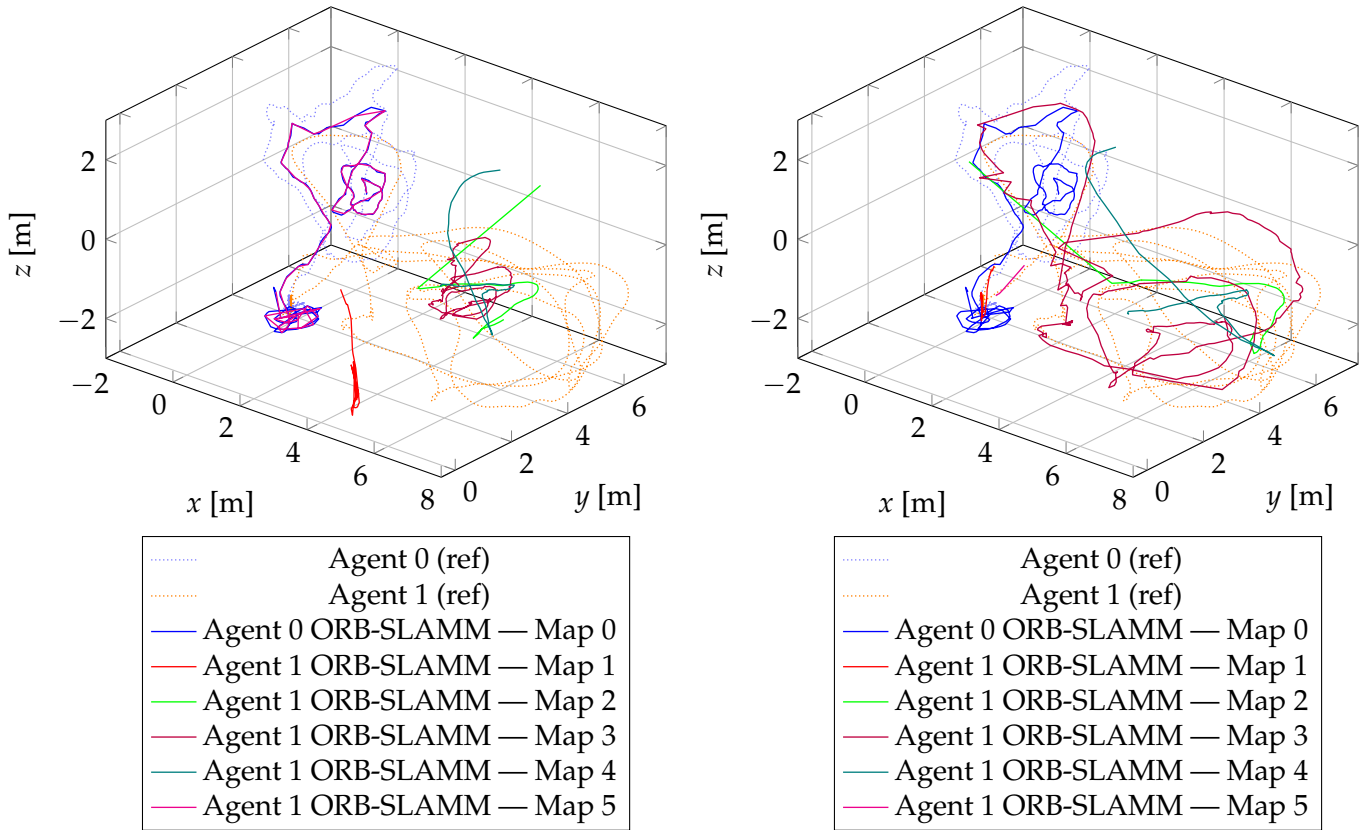 2
0
−2
z [m]
−2
0
2
4
6
8
x [m]
0
2
4
6
y [m]
Agent 0 (ref)
Agent 1 (ref)
Agent 0 ORB-SLAMM — Map 0
Agent 1 ORB-SLAMM — Map 1
Agent 1 ORB-SLAMM — Map 2
Agent 1 ORB-SLAMM — Map 3
Agent 1 ORB-SLAMM — Map 4
Agent 1 ORB-SLAMM — Map 5
2
0
−2
z [m]
−2
0
2
4
6
8
x [m]
0
2
4
6
y [m]
Agent 0 (ref)
Agent 1 (ref)
Agent 0 ORB-SLAMM — Map 0
Agent 1 ORB-SLAMM — Map 1
Agent 1 ORB-SLAMM — Map 2
Agent 1 ORB-SLAMM — Map 3
Agent 1 ORB-SLAMM — Map 4
Agent 1 ORB-SLAMM — Map 5